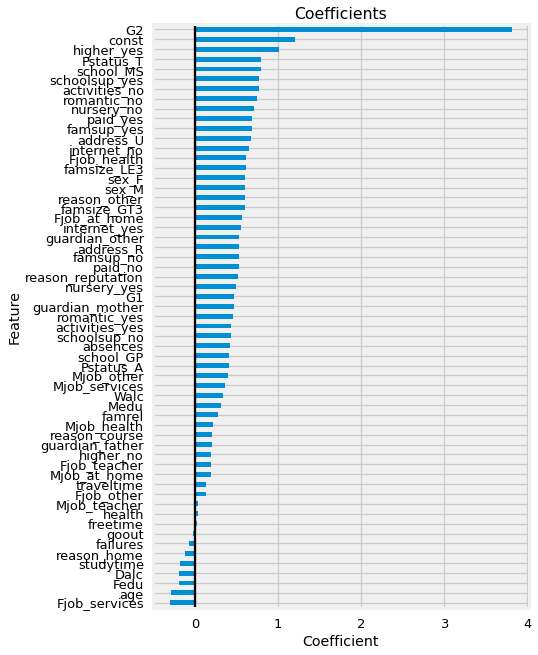 Coefficients
G2
const
higher_yes
Pstatus_T
school_MS
schoolsup_yes
activities_no
romantic_no
nursery_no
paid_yes
famsup_yes
address_U
internet_no
Fjob_health
famsize_LE3
sex_F
sex_M
reason_other
famsize_GT3
Fjob_at_home
internet_yes
guardian_other
address_R
famsup_no
paid_no
reason_reputation
nursery_yes
G1
guardian_mother
romantic_yes
activities_yes
schoolsup_no
absences
school_GP
Pstatus_A
Mjob_other
Mjob_services
Walc
Medu
famrel
Mjob_health
reason_course
guardian_father
higher_no
Fjob_teacher
Mjob_at_home
traveltime
Fjob_other
Mjob_teacher
health
freetime
goout
failures
reason_home
studytime
Dalc
Fedu
age
Fjob_services
Feature
0 1 2 3 4
Coefficient